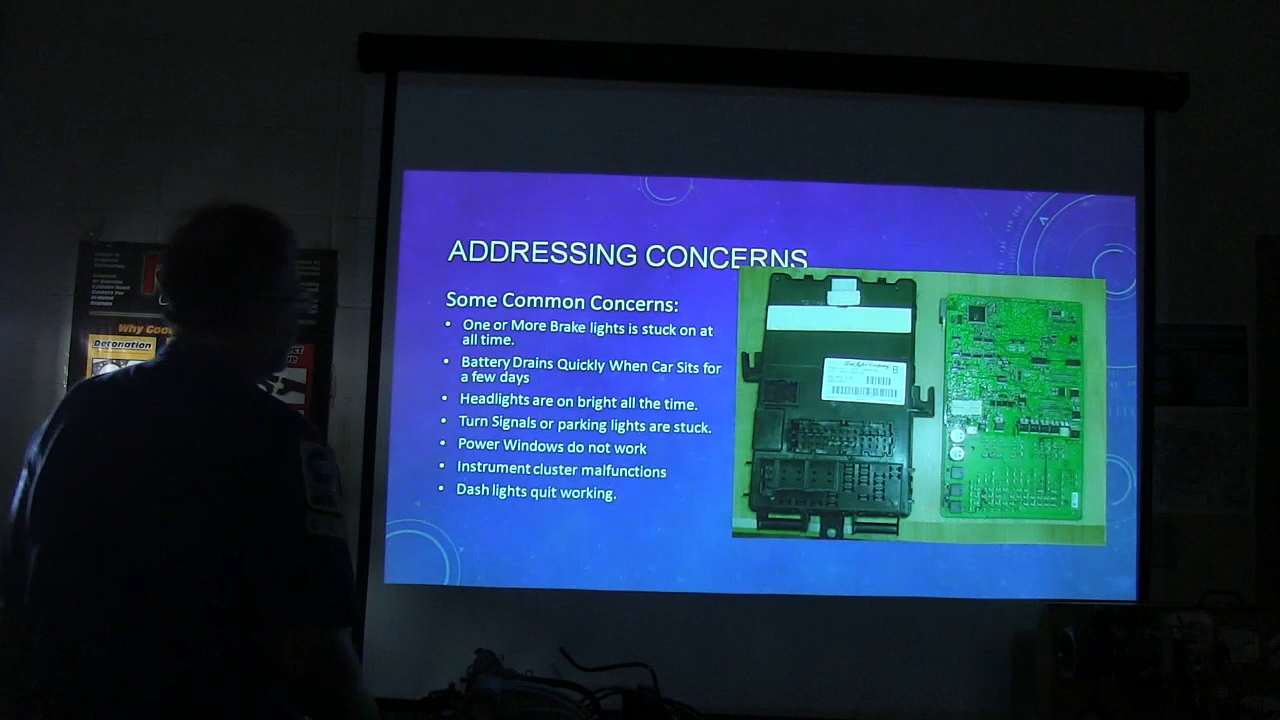 ADDRESSING CONCERNS
Some Common Concerns:
• One or More Brake lights is stuck on at
all time.
• Battery Drains Quickly When Car Sits for
a few days
• Headlights are on bright all the time.
• Turn Signals or parking lights are stuck.
• Power Windows do not work
• Instrument cluster malfunctions
• Dash lights quit working.
B
Why
Detonation